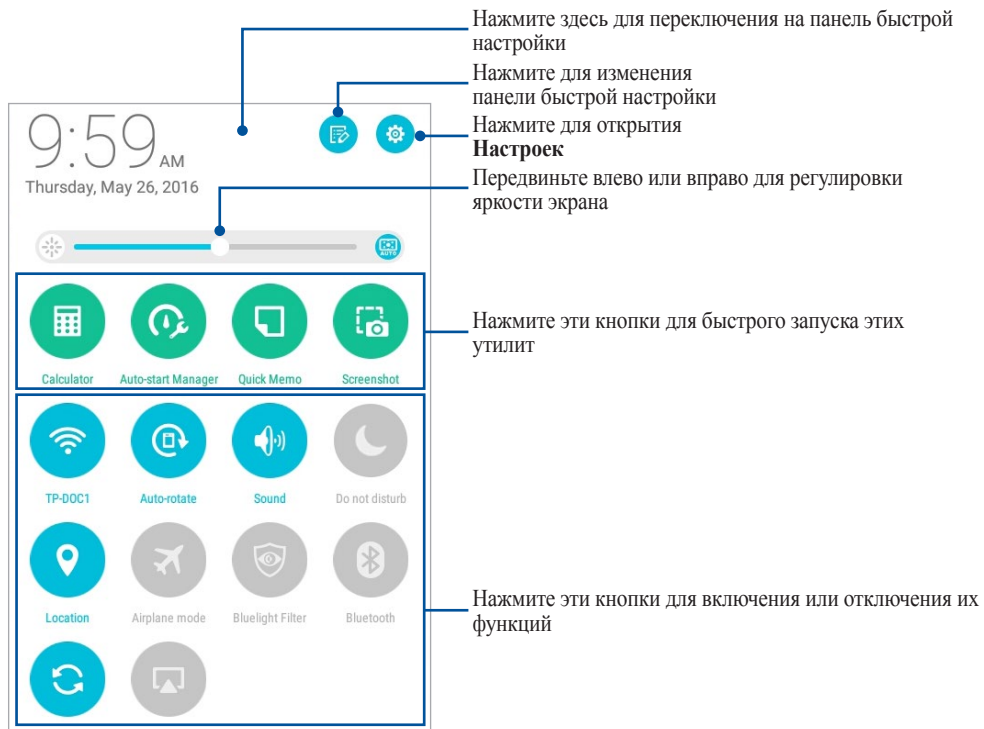 Нажмите здесь для переключения на панель быстрой
настройки
Нажмите для изменения
панели быстрой настройки
Нажмите для открытия
Настроек
Передвиньте влево или вправо для регулировки
яркости экрана
9:59 AM
Thursday, May 26, 2016
AUTO
Calculator Auto-start Manager Quick Memo Screenshot
Нажмите эти кнопки для быстрого запуска этих
утилит
TP-DOC1 Auto-rotate Sound Do not disturb
Location Airplane mode Bluelight Filter Bluetooth
Нажмите эти кнопки для включения или отключения их
функций